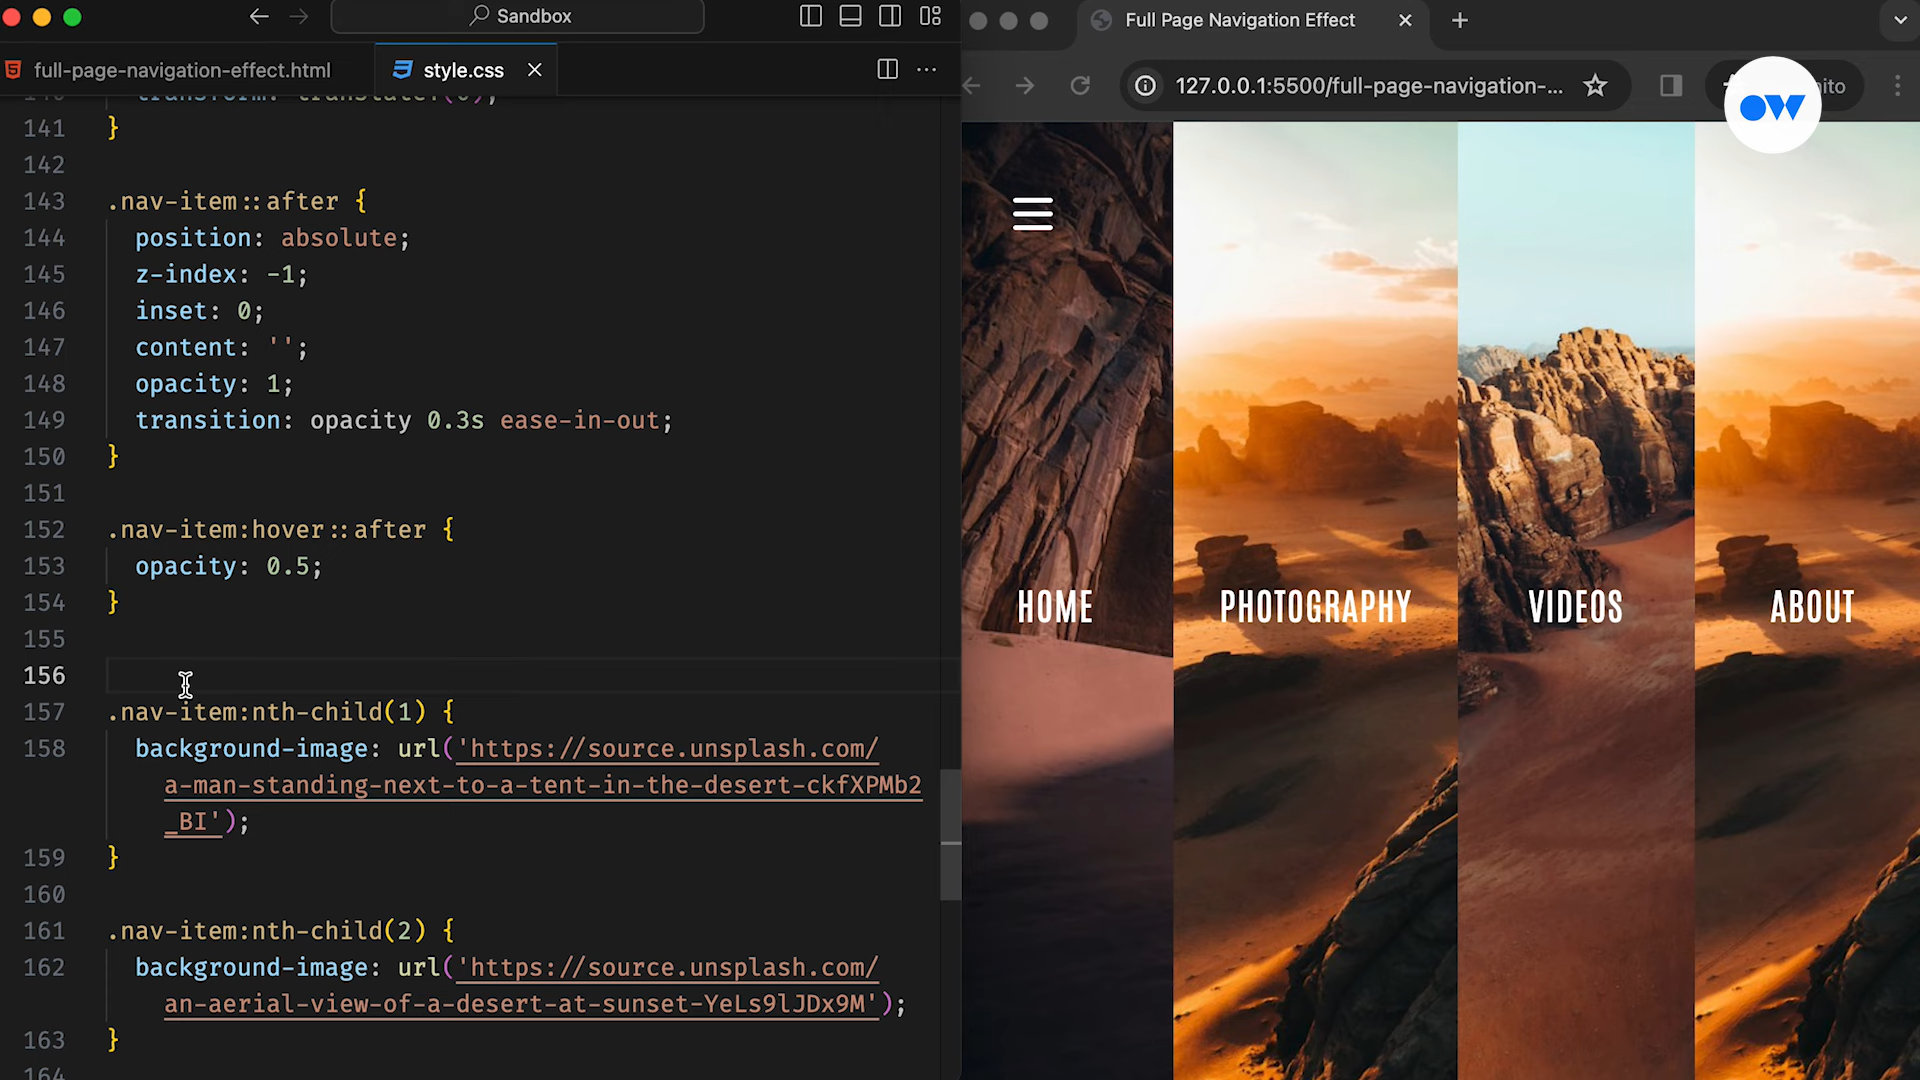 Sandbox
full-page-navigation-effect.html
style.css
140 transform: translateY(0);
141 }
142
143 .nav-item::after {
144 position: absolute;
145 z-index: -1;
146 inset: 0;
147 content: '';
148 opacity: 1;
149 transition: opacity 0.3s ease-in-out;
150 }
151
152 .nav-item:hover::after {
153 opacity: 0.5;
154 }
155
156
157 .nav-item:nth-child(1) {
158 background-image: url('https://source.unsplash.com/
a-man-standing-next-to-a-tent-in-the-desert-ckfXPMb2
_BI');
159 }
160
161 .nav-item:nth-child(2) {
162 background-image: url('https://source.unsplash.com/
an-aerial-view-of-a-desert-at-sunset-YeLs9lJDx9M');
163 }
164
Full Page Navigation Effect
127.0.0.1:5500/full-page-navigation-...
OW
HOME
PHOTOGRAPHY
VIDEOS
ABOUT